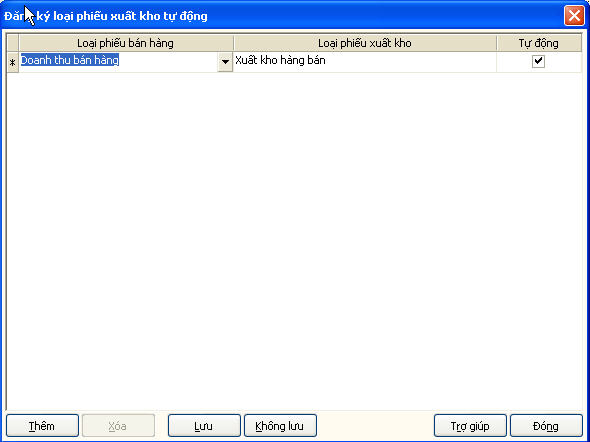 Đăng ký loại phiếu xuất kho tự động
Loại phiếu bán hàng Loại phiếu xuất kho Tự động
* Doanh thu bán hàng Xuất kho hàng bán
Thêm Xóa Lưu Không lưu Trợ giúp Đóng